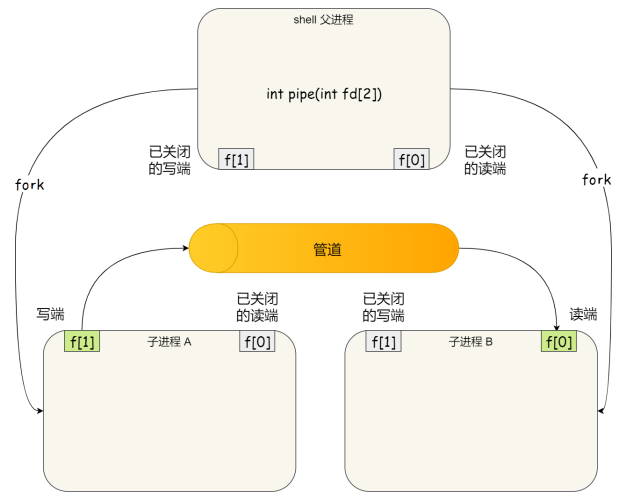 shell 父进程
int pipe(int fd[2])
已关闭
的写端
f[1]
f[0]
已关闭
的读端
fork
fork
管道
写端
已关闭
的读端
已关闭
的写端
读端
f[1]
子进程 A
f[0]
f[1]
子进程 B
f[0]